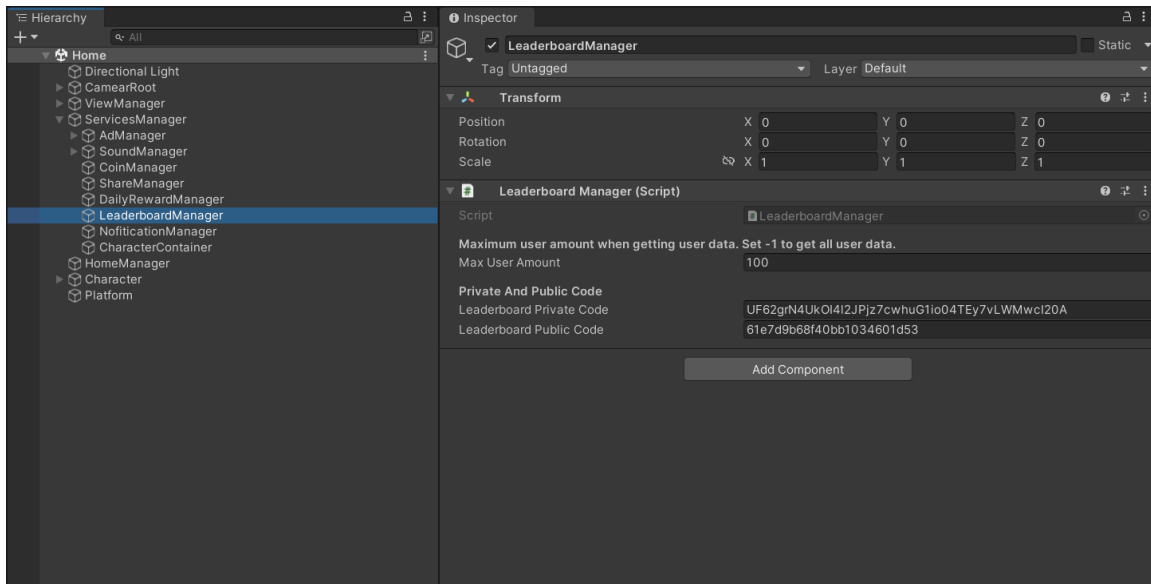 Hierarchy
All
Home
Directional Light
CamearRoot
ViewManager
ServicesManager
AdManager
SoundManager
CoinManager
ShareManager
DailyRewardManager
LeaderboardManager
NofiticationManager
CharacterContainer
HomeManager
Character
Platform
Inspector
LeaderboardManager
Static
Tag Untagged Layer Default
Transform
Position X 0 Y 0 Z 0
Rotation X 0 Y 0 Z 0
Scale X 1 Y 1 Z 1
# Leaderboard Manager (Script)
Script LeaderboardManager
Maximum user amount when getting user data. Set -1 to get all user data.
Max User Amount 100
Private And Public Code
Leaderboard Private Code UF62grN4UkOl4I2JPjz7cwhuG1io04TEy7vLWMwcI20A
Leaderboard Public Code 61e7d9b68f40bb1034601d53
Add Component